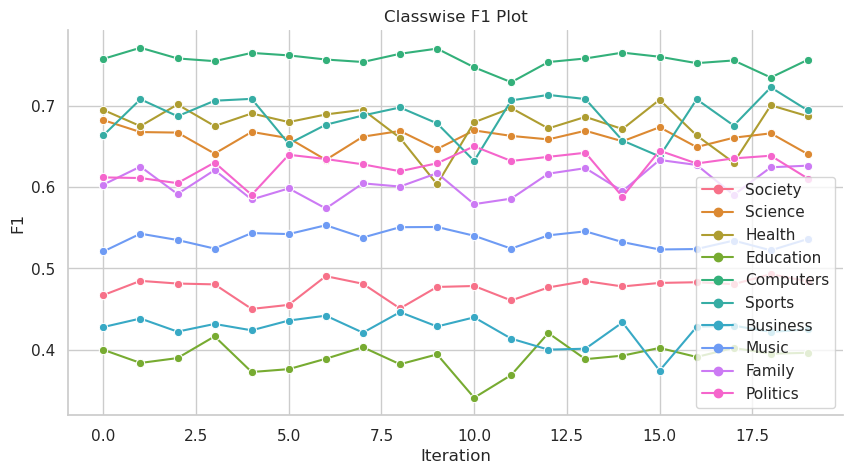 Classwise F1 Plot
F1
0.7
0.6
0.5
0.4
Society
Science
Health
Education
Computers
Sports
Business
Music
Family
Politics
0.0 2.5 5.0 7.5 10.0 12.5 15.0 17.5
Iteration